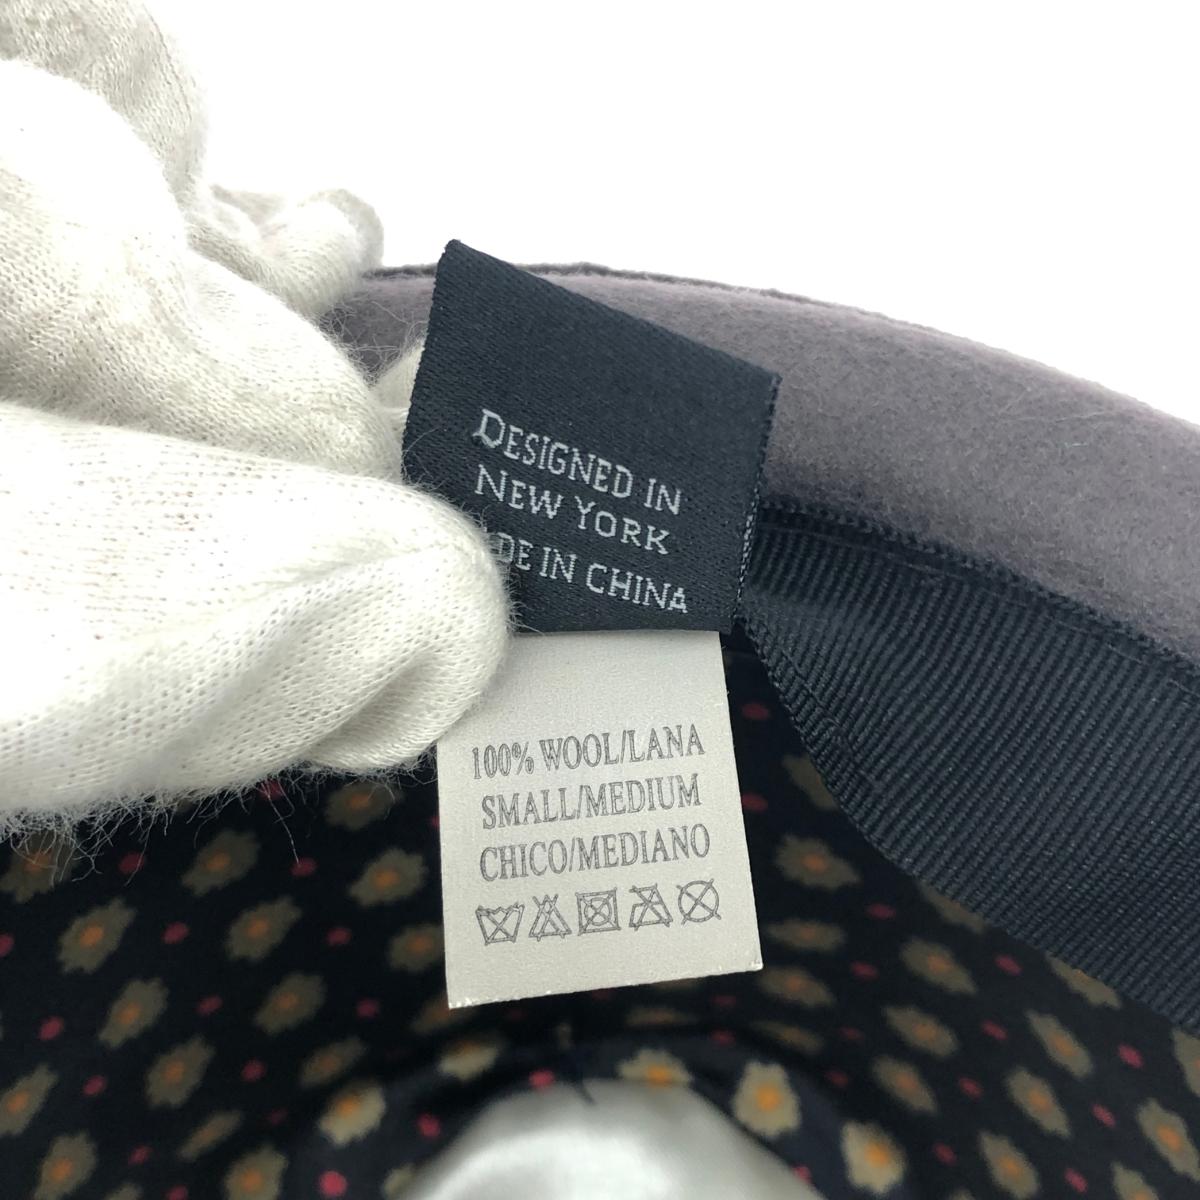 DESIGNED IN
NEW YORK
DE IN CHINA
100% WOOL/LANA
SMALL/MEDIUM
CHICO/MEDIANO